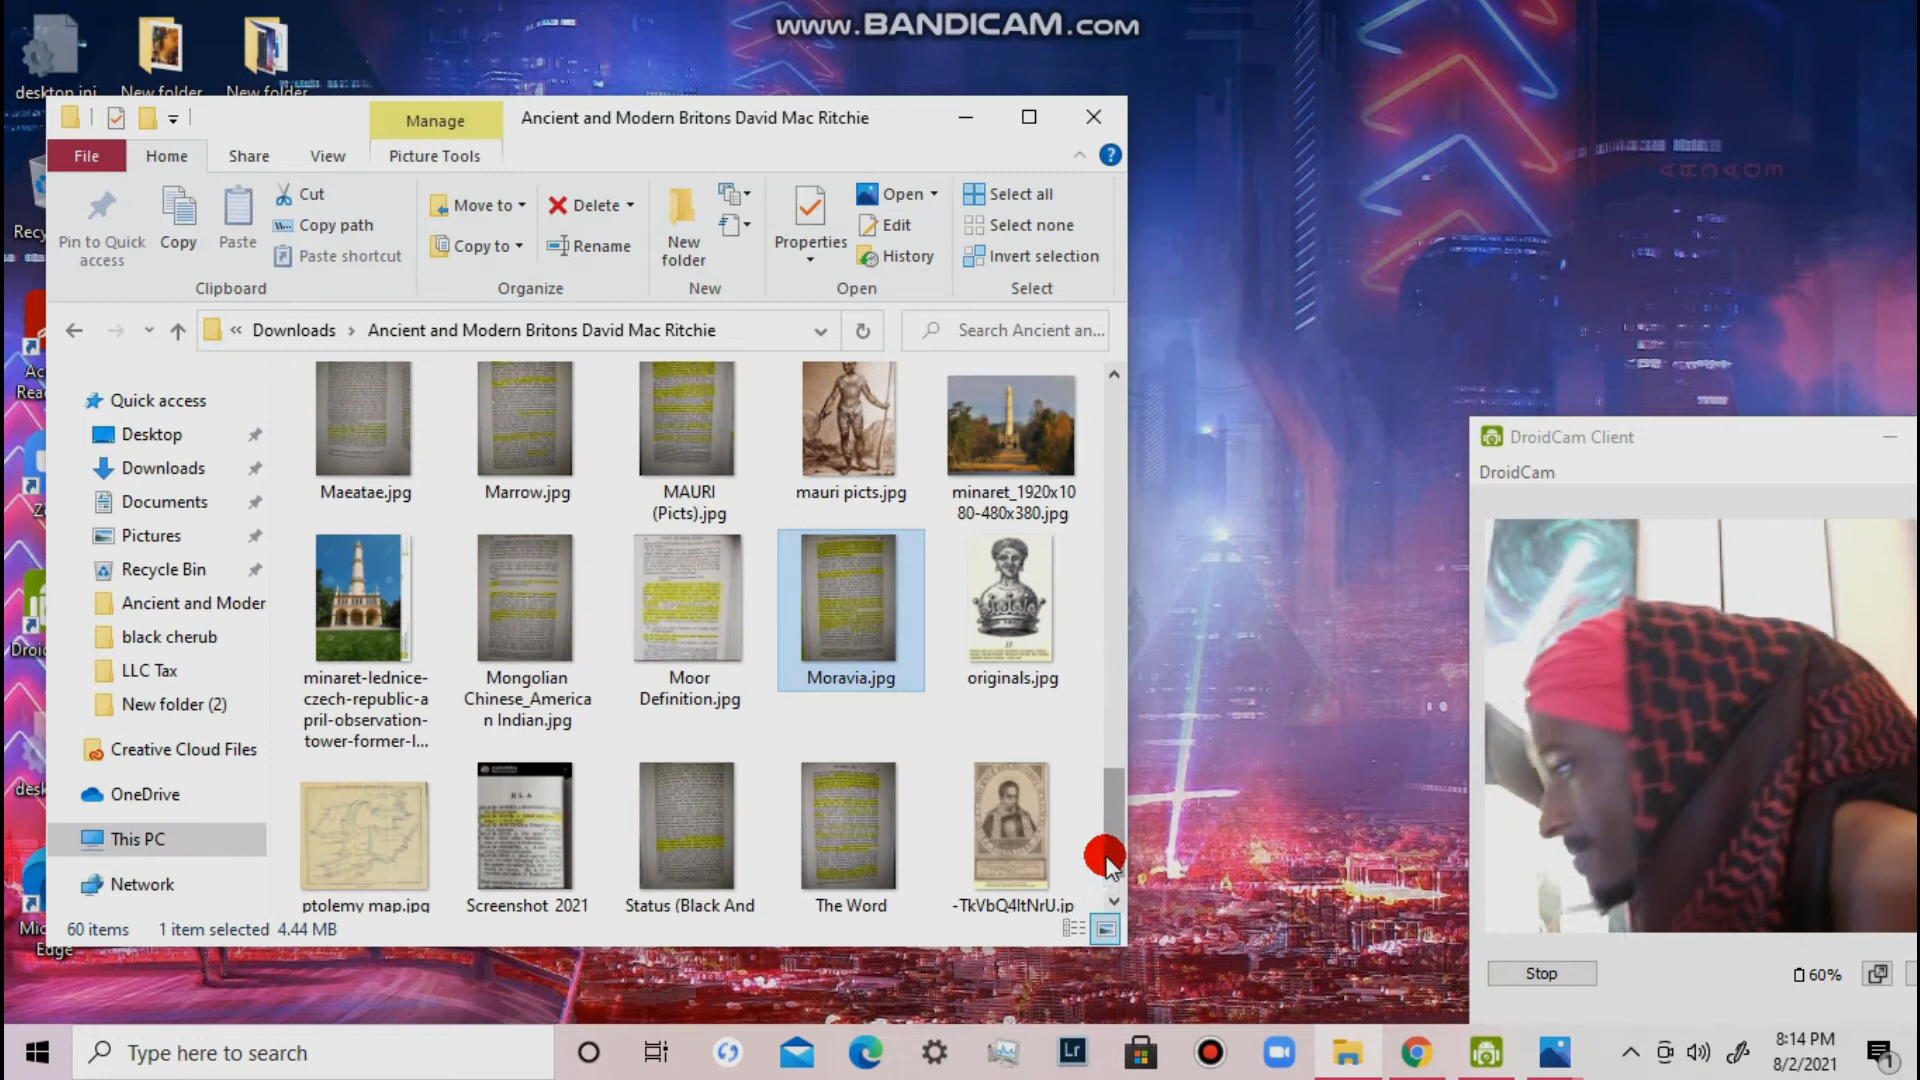 www.BANDICAM.com
desktop.ini
New folder
New folder
Manage
Ancient and Modern Britons David Mac Ritchie
File
Home
Share
View
Picture Tools
Pin to Quick access
Copy
Paste
Cut
Copy path
Paste shortcut
Move to
Copy to
Delete
Rename
New folder
Properties
Open
Edit
History
Select all
Select none
Invert selection
Clipboard
Organize
New
Open
Select
Downloads
Ancient and Modern Britons David Mac Ritchie
Search Ancient an...
Quick access
Desktop
Downloads
Documents
Pictures
Recycle Bin
Ancient and Moder
black cherub
LLC Tax
New folder (2)
Creative Cloud Files
OneDrive
This PC
Network
Maeatae.jpg
Marrow.jpg
MAURI (Picts).jpg
mauri picts.jpg
minaret_1920x1080-480x380.jpg
minaret-lednice-czech-republic-april-observation-tower-former-l...
Mongolian Chinese_American Indian.jpg
Moor Definition.jpg
Moravia.jpg
originals.jpg
ptolemy map.jpg
Screenshot 2021
Status (Black And
The Word
-TkVbQ4ltNrU.jp
60 items
1 item selected 4.44 MB
DroidCam Client
DroidCam
Stop
60%
Edge
Type here to search
Lr
8:14 PM
8/2/2021
1